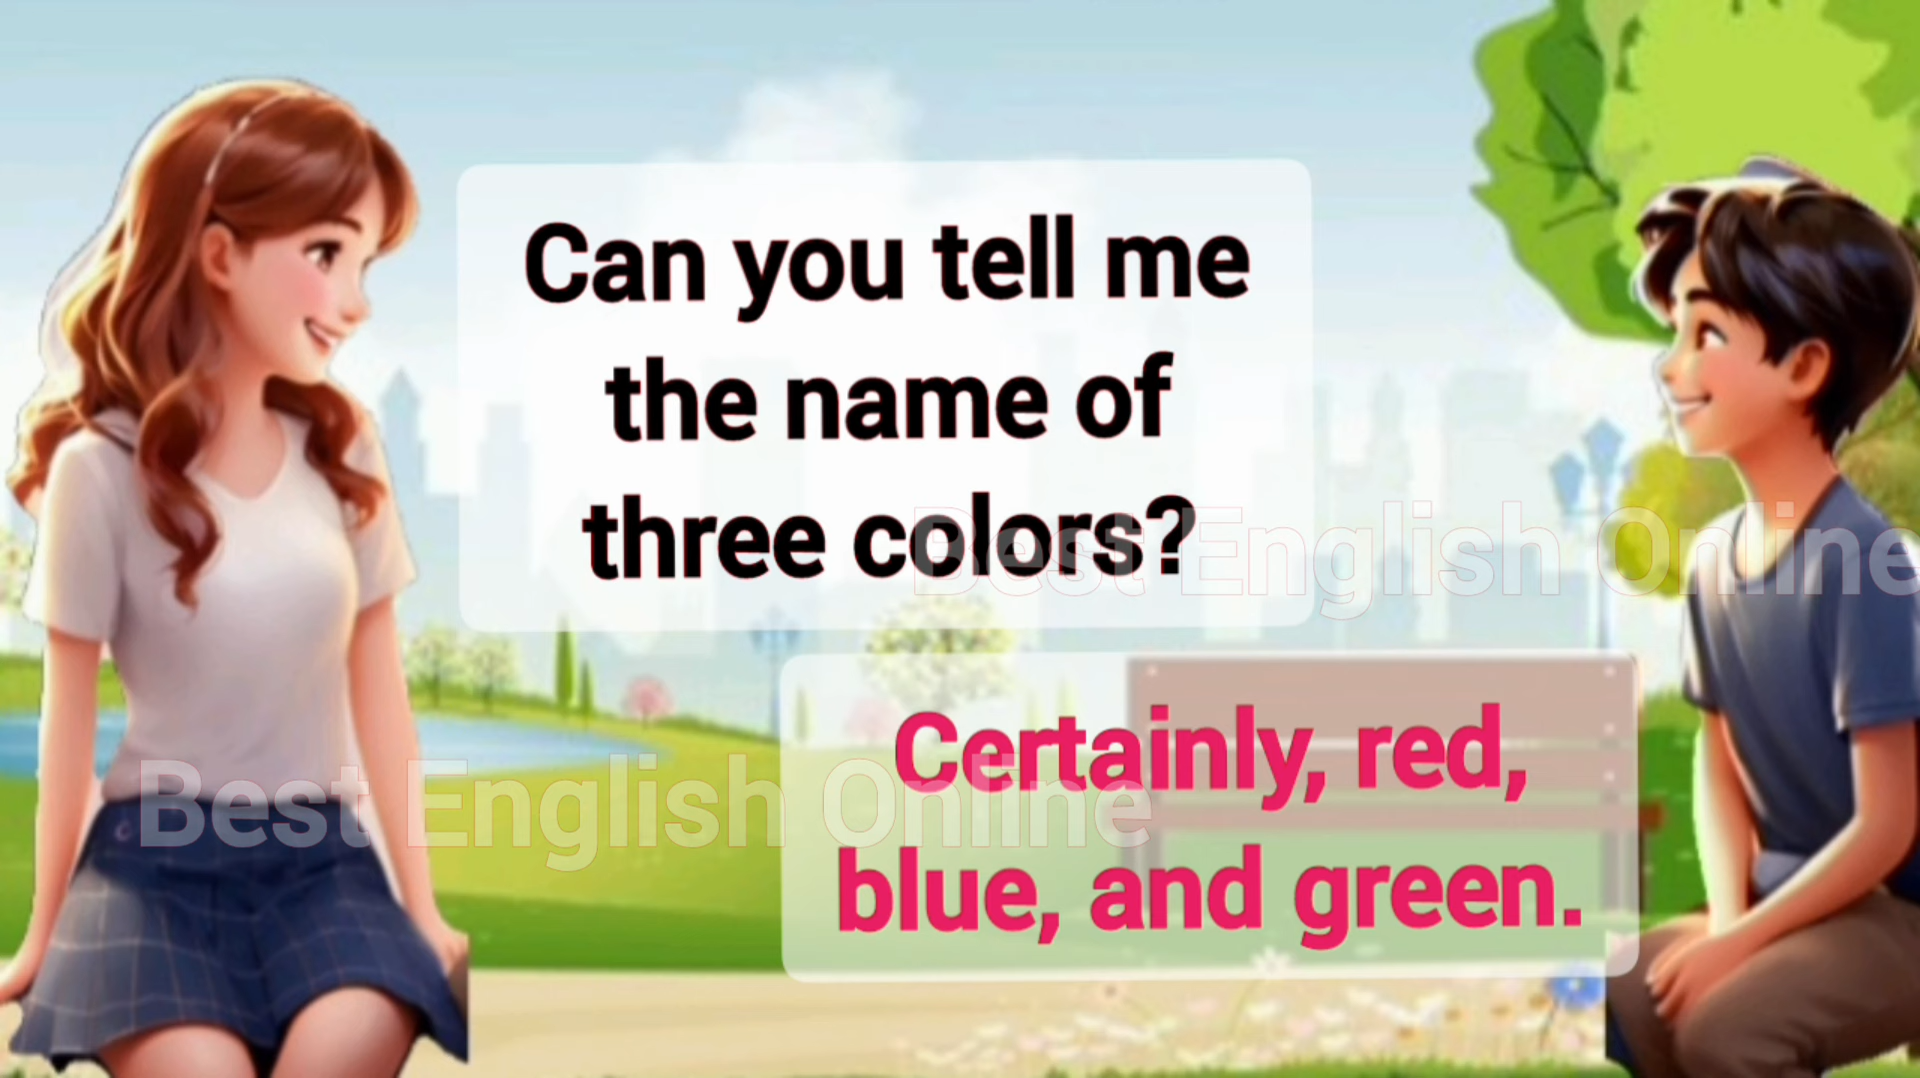 Can you tell me
the name of
three colors?
Best English Online
Certainly, red,
Best English Online
blue, and green.